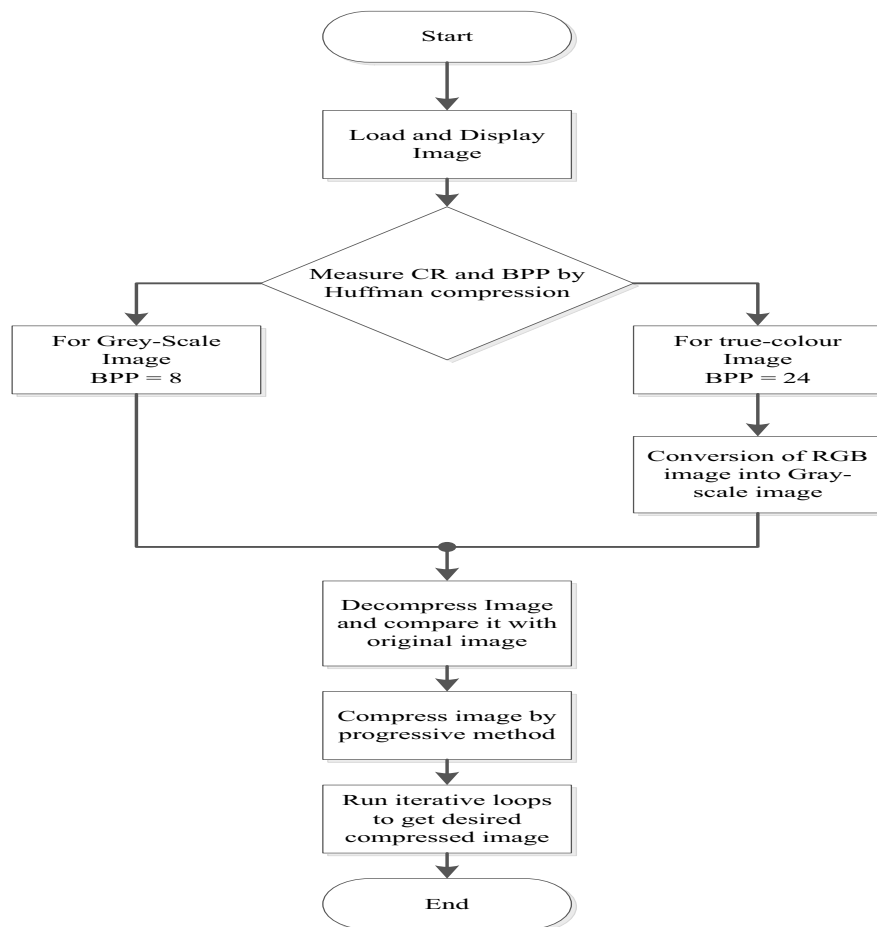 Start
Load and Display
Image
Measure CR and BPP by
Huffman compression
For Grey-Scale
Image
BPP = 8
For true-colour
Image
BPP = 24
Conversion of RGB
image into Gray-
scale image
Decompress Image
and compare it with
original image
Compress image by
progressive method
Run iterative loops
to get desired
compressed image
End